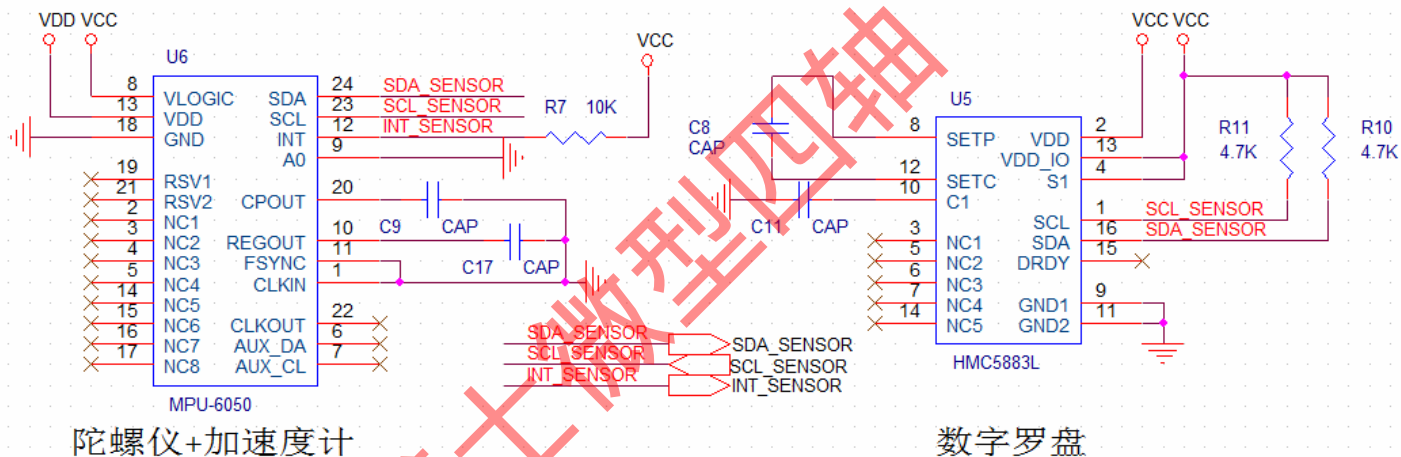 VDD VCC
U6
8 VLOGIC
13 VDD
18 GND
19 RSV1
21 RSV2
2 NC1
3 NC2
4 NC3
5 NC4
14 NC5
15 NC6
16 NC7
17 NC8
SDA 24 SDA_SENSOR
SCL 23 SCL_SENSOR
INT 12 INT_SENSOR
A0 9
CPOUT 20
REGOUT 10
FSYNC 11
CLKIN 1
CLKOUT 22
AUX_DA 6
AUX_CL 7
MPU-6050
陀螺仪+加速度计
VCC
R7 10K
C9 CAP
C17 CAP
SDA_SENSOR SDA_SENSOR
SCL_SENSOR SCL_SENSOR
INT_SENSOR INT_SENSOR
VCC VCC
U5
C8
CAP
C11 CAP
8 SETP
12 SETC
10 C1
3 NC1
5 NC2
6 NC3
7 NC4
14 NC5
VDD 2
VDD_IO 13
S1 4
SCL 1 SCL_SENSOR
SDA 16 SDA_SENSOR
DRDY 15
GND1 9
GND2 11
HMC5883L
R11
4.7K
R10
4.7K
数字罗盘
微型四轴